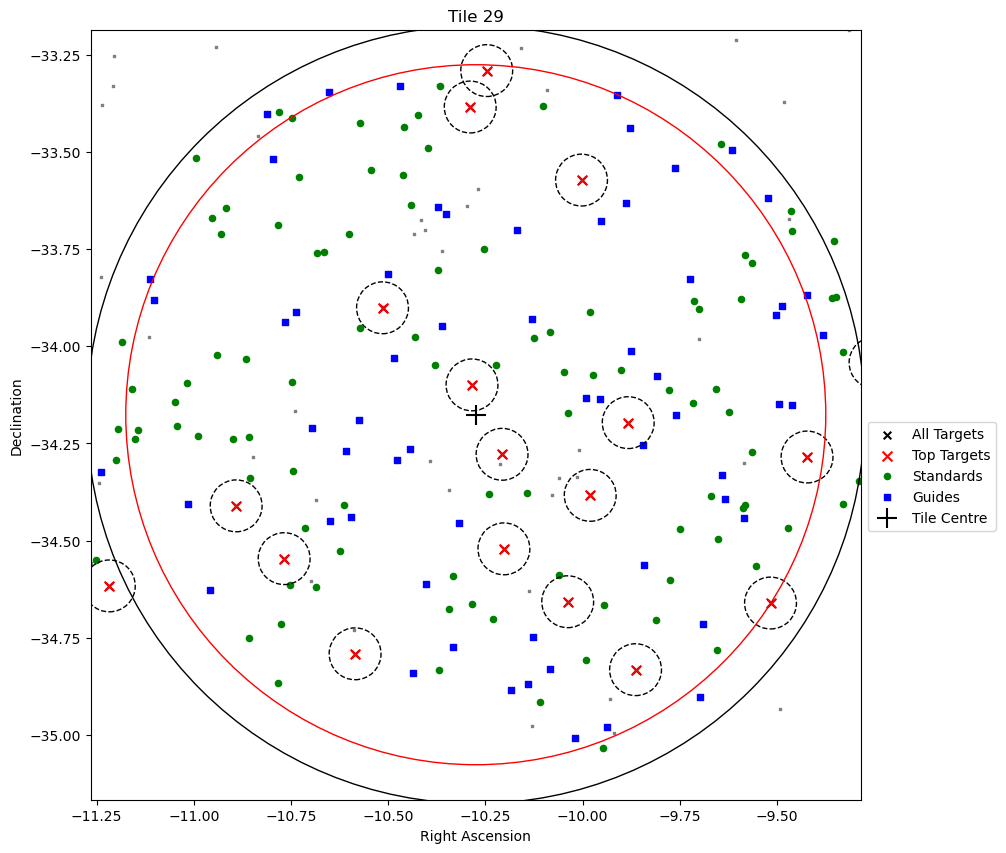 Tile 29
−33.25
−33.50
−33.75
−34.00
−34.25
−34.50
−34.75
−35.00
Declination
−11.25
−11.00
−10.75
−10.50
−10.25
−10.00
−9.75
−9.50
Right Ascension
All Targets
Top Targets
Standards
Guides
Tile Centre